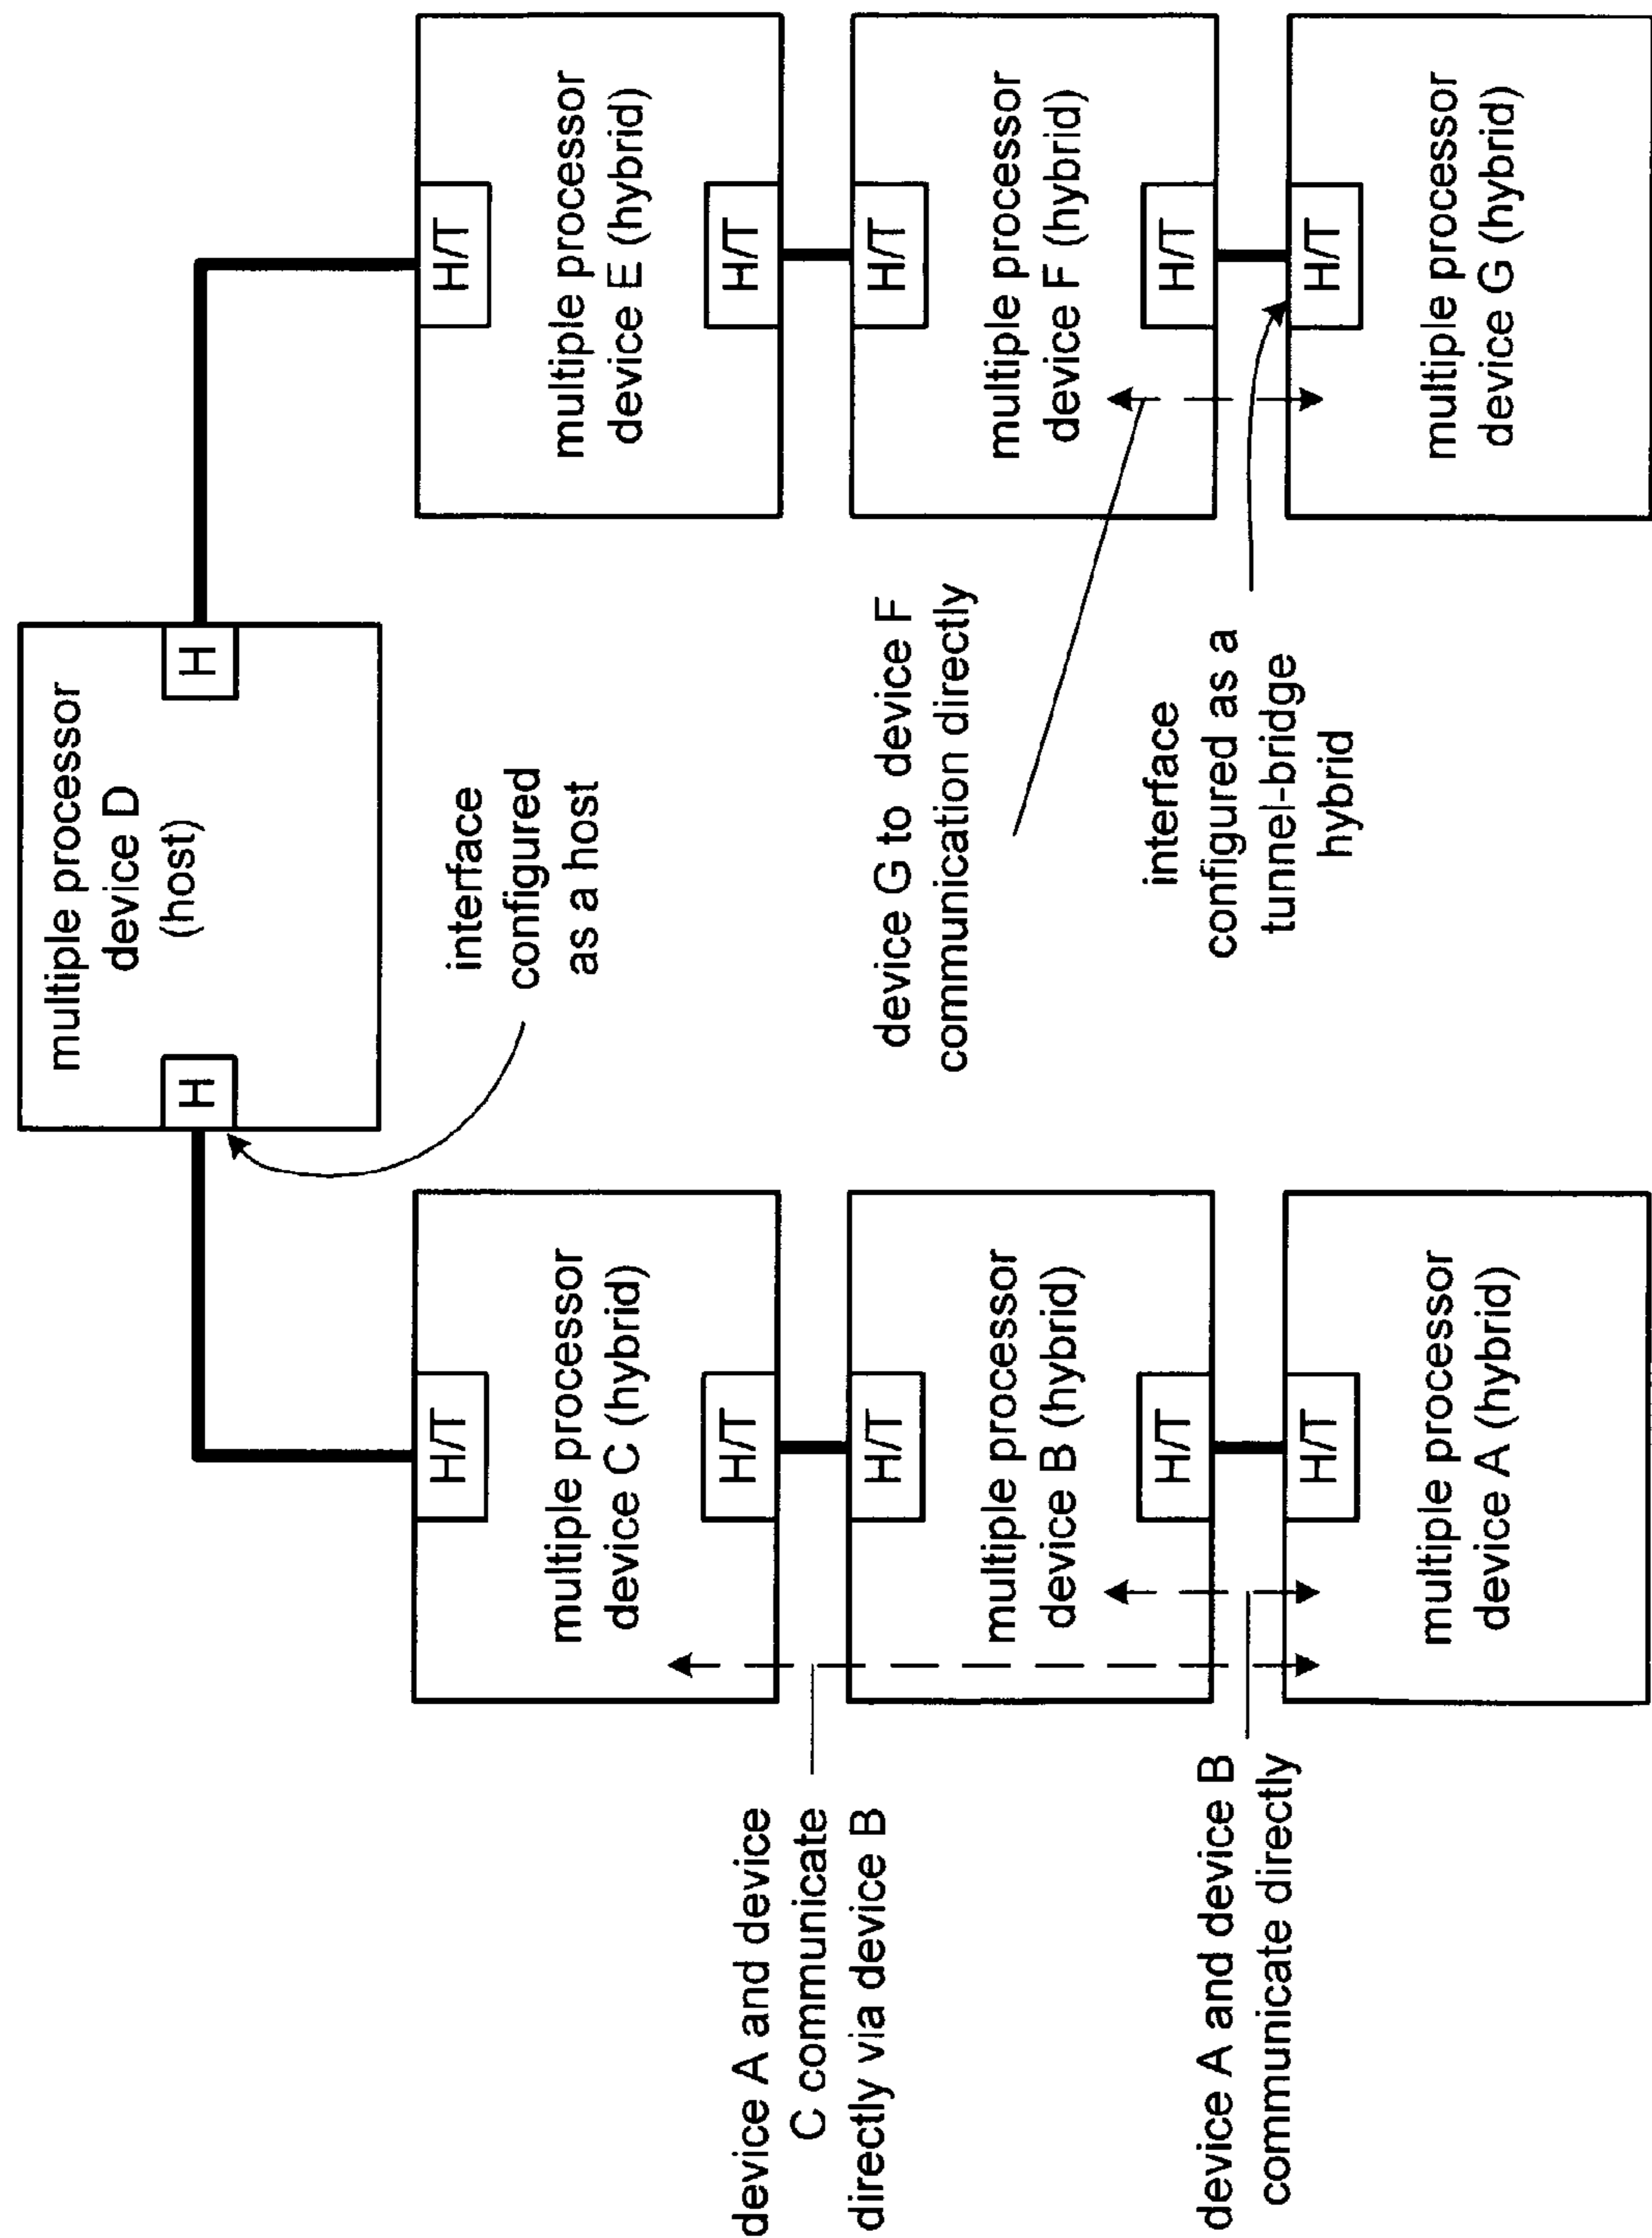 multiple processor
device D
(host)
H
H
interface
configured
as a host
H/T
multiple processor
device C (hybrid)
H/T
H/T
multiple processor
device B (hybrid)
H/T
H/T
multiple processor
device A (hybrid)
device A and device
C communicate
directly via device B
device A and device B
communicate directly
H/T
multiple processor
device E (hybrid)
H/T
H/T
multiple processor
device F (hybrid)
H/T
H/T
multiple processor
device G (hybrid)
device G to device F
communication directly
interface
configured as a
tunnel-bridge
hybrid